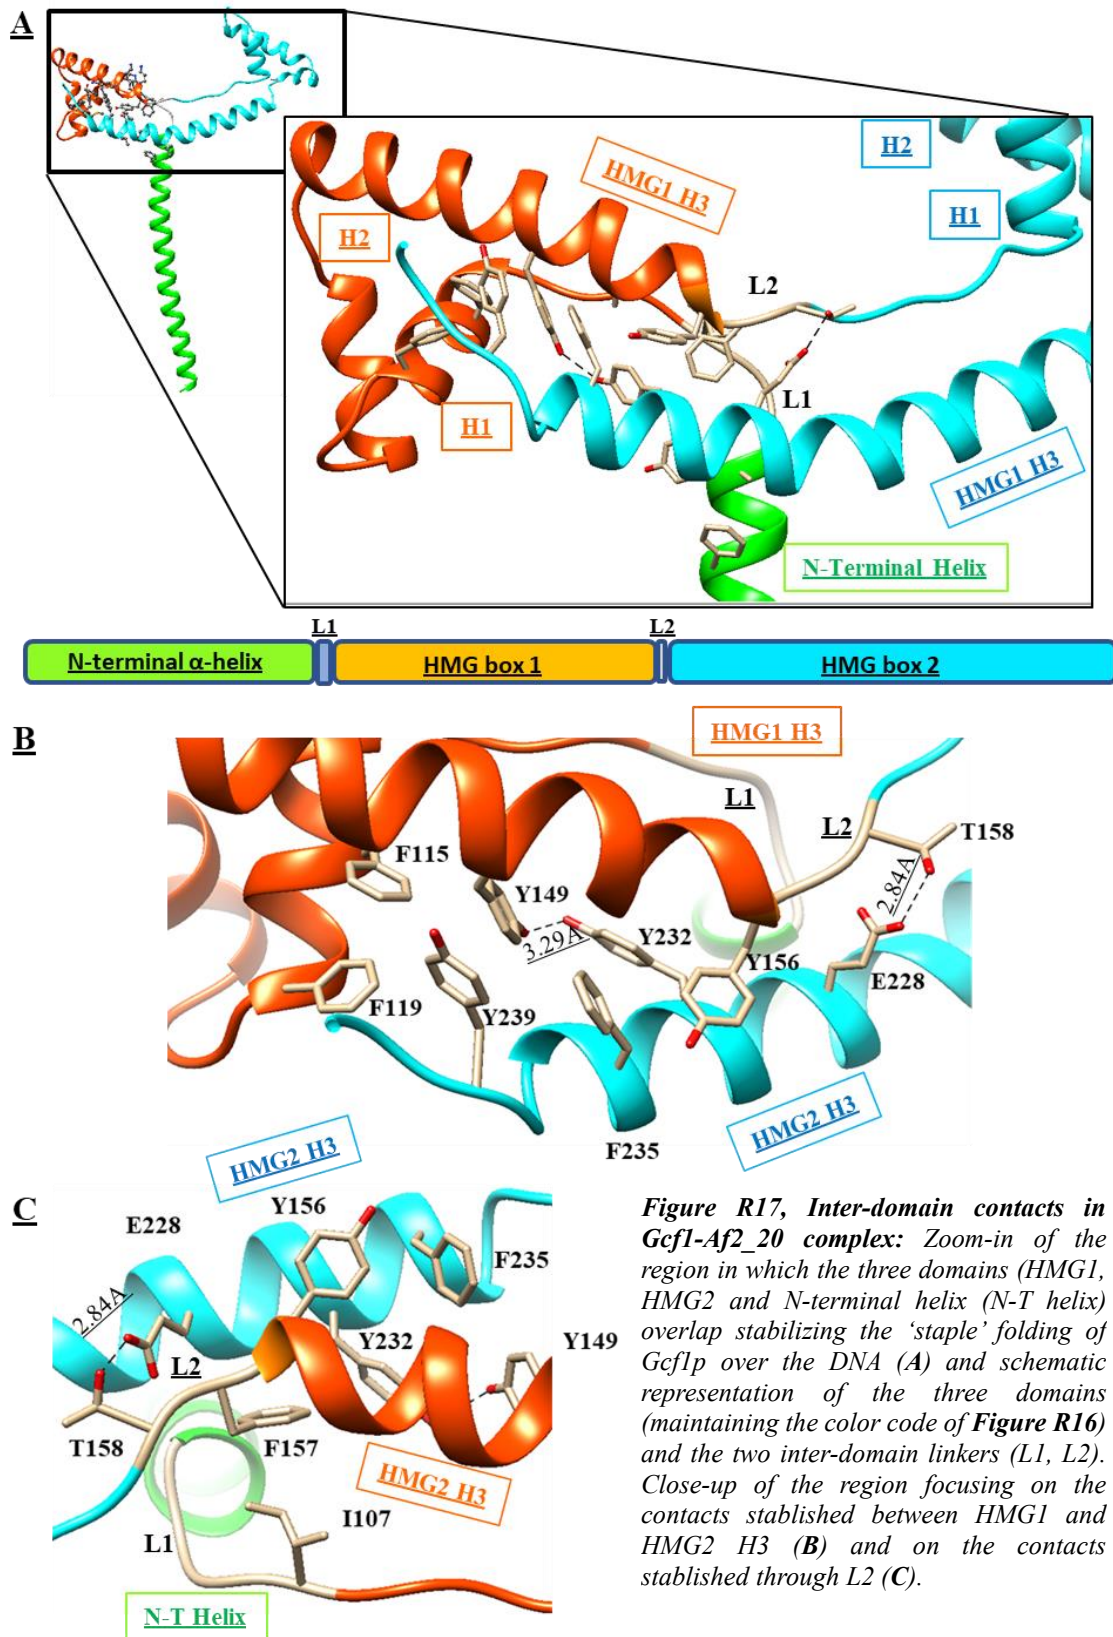 A
HMG1 H3
H2
H2
H1
L2
L1
H1
HMG1 H3
N-Terminal Helix
L1
L2
N-terminal α-helix
HMG box 1
HMG box 2
B
HMG1 H3
L1
L2
T158
F115
Y149
2.84A
3.29A
Y232
Y156
E228
F119
Y239
HMG2 H3
F235
HMG2 H3
C
Y156
E228
F235
2.84A
L2
Y232
Y149
T158
F157
HMG2 H3
L1
I107
N-T Helix
Figure R17, Inter-domain contacts in
Gcf1-Af2_20 complex: Zoom-in of the
region in which the three domains (HMG1,
HMG2 and N-terminal helix (N-T helix)
overlap stabilizing the ‘staple’ folding of
Gcf1p over the DNA (A) and schematic
representation of the three domains
(maintaining the color code of Figure R16)
and the two inter-domain linkers (L1, L2).
Close-up of the region focusing on the
contacts stablished between HMG1 and
HMG2 H3 (B) and on the contacts
stablished through L2 (C).